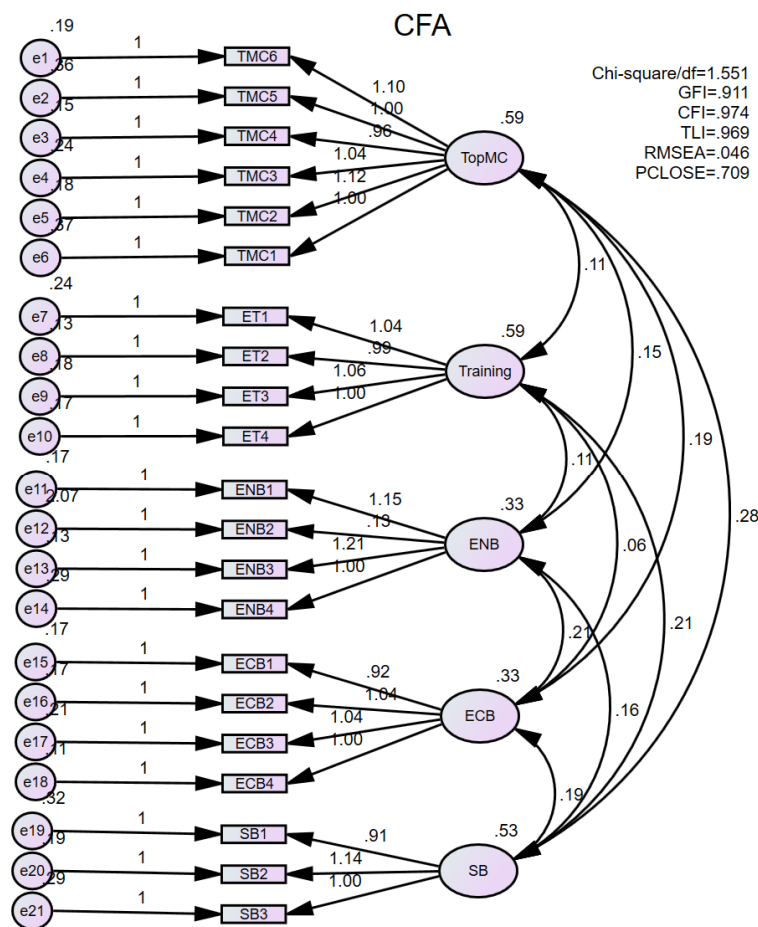 CFA
Chi-square/df=1.551
GFI=.911
CFI=.974
TLI=.969
RMSEA=.046
PCLOSE=.709
.19
e1 1 TMC6 1.10
.36
e2 1 TMC5 1.00
.15
e3 1 TMC4 .96
.24
e4 1 TMC3 1.04
.18
e5 1 TMC2 1.12
.37
e6 1 TMC1 1.00
.59
TopMC
.24
e7 1 ET1 1.04
.13
e8 1 ET2 .99
.18
e9 1 ET3 1.06
.17
e10 1 ET4 1.00
.59
Training
.17
e11 1 ENB1 1.15
2.07
e12 1 ENB2 .13
.13
e13 1 ENB3 1.21
.29
e14 1 ENB4 1.00
.33
ENB
.17
e15 1 ECB1 .92
.17
e16 1 ECB2 1.04
.21
e17 1 ECB3 1.04
.11
e18 1 ECB4 1.00
.33
ECB
.32
e19 1 SB1 .91
.19
e20 1 SB2 1.14
.29
e21 1 SB3 1.00
.53
SB
.11
.15
.19
.28
.11
.06
.21
.21
.16
.19